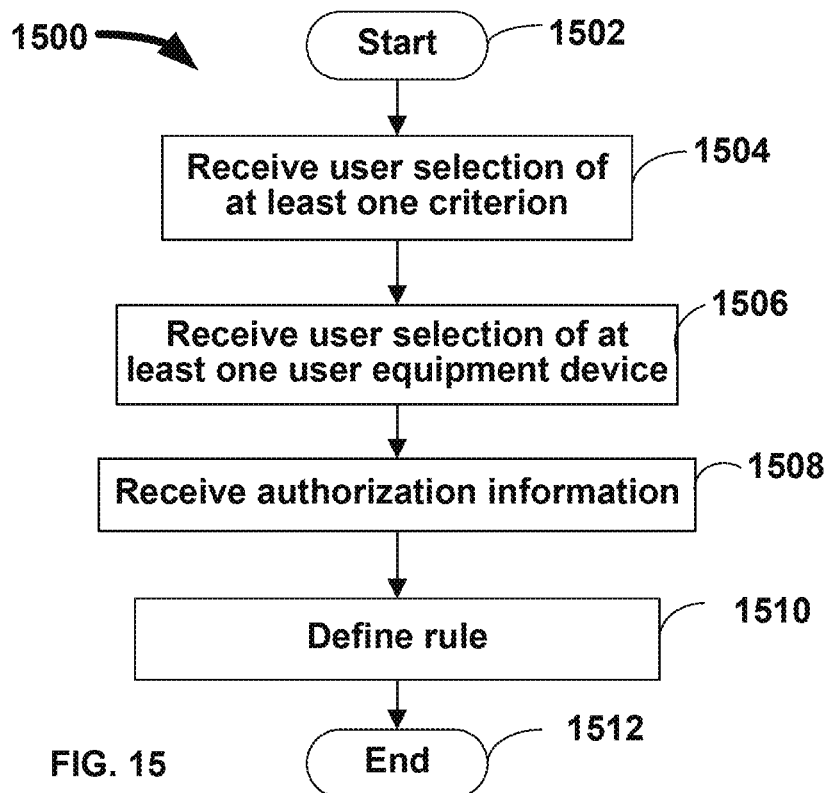 1500
Start
1502
Receive user selection of
at least one criterion
1504
Receive user selection of at
least one user equipment device
1506
Receive authorization information
1508
Define rule
1510
End
1512
FIG. 15